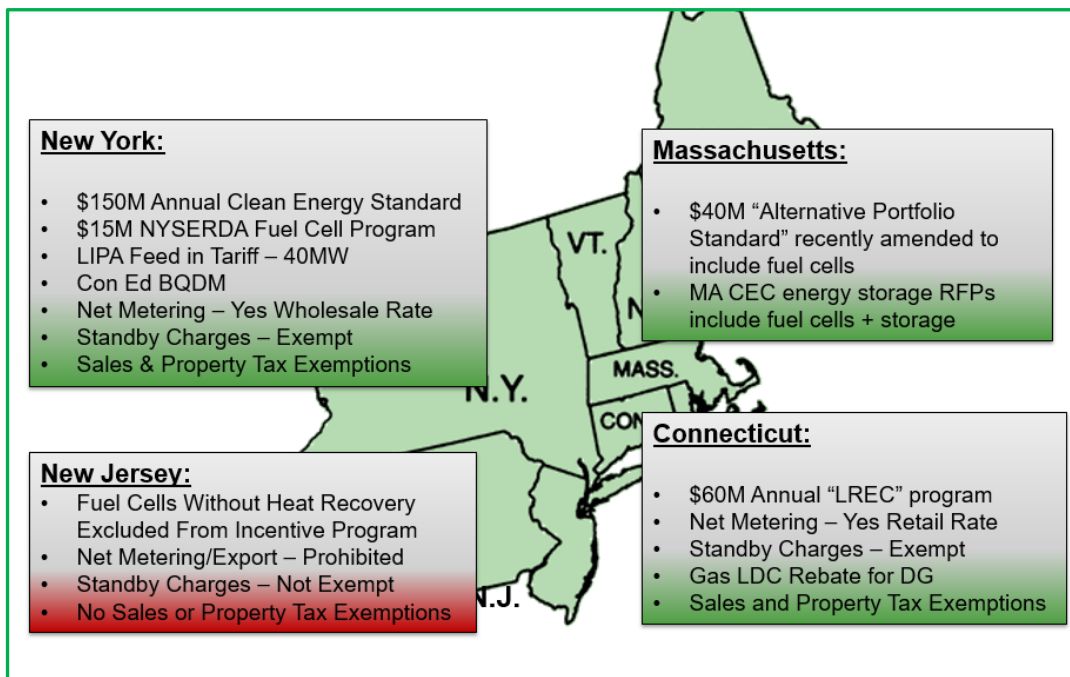 New York:
• $150M Annual Clean Energy Standard
• $15M NYSERDA Fuel Cell Program
• LIPA Feed in Tariff – 40MW
• Con Ed BQDM
• Net Metering – Yes Wholesale Rate
• Standby Charges – Exempt
• Sales & Property Tax Exemptions
Massachusetts:
• $40M “Alternative Portfolio
Standard” recently amended to
include fuel cells
• MA CEC energy storage RFPs
include fuel cells + storage
VT.
N
MASS.
N.Y.
CON
New Jersey:
• Fuel Cells Without Heat Recovery
Excluded From Incentive Program
• Net Metering/Export – Prohibited
• Standby Charges – Not Exempt
• No Sales or Property Tax Exemptions
N.J.
Connecticut:
• $60M Annual “LREC” program
• Net Metering – Yes Retail Rate
• Standby Charges – Exempt
• Gas LDC Rebate for DG
• Sales and Property Tax Exemptions